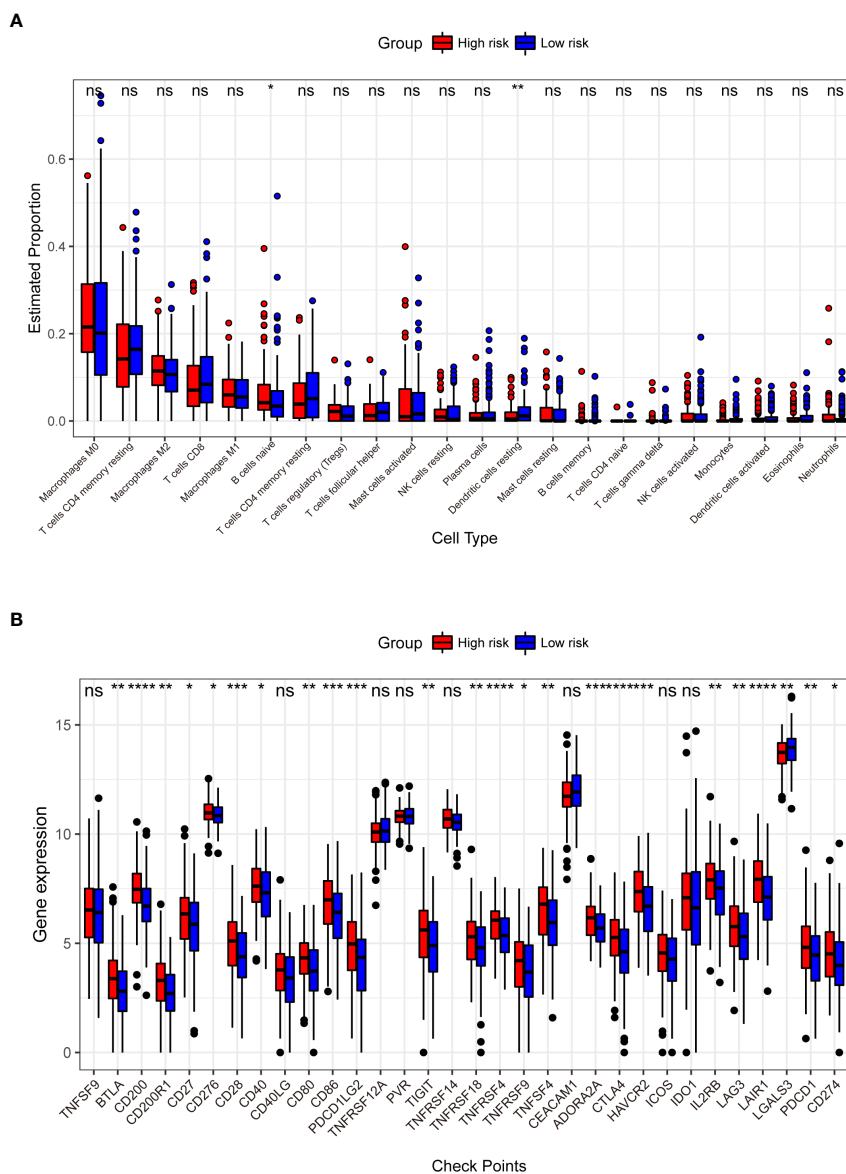 A
Group High risk Low risk
ns ns ns ns ns * ns ns ns ns ns ns ** ns ns ns ns ns ns ns ns ns
Estimated Proportion
0.6
0.4
0.2
0.0
Macrophages M0
T cells CD4 memory resting
Macrophages M2
T cells CD8
Macrophages M1
B cells naive
T cells CD4 memory resting
T cells regulatory (Tregs)
T cells follicular helper
Mast cells activated
NK cells resting
Plasma cells
Dendritic cells resting
Mast cells resting
B cells memory
T cells CD4 naive
T cells gamma delta
NK cells activated
Monocytes
Dendritic cells activated
Eosinophils
Neutrophils
Cell Type
B
Group High risk Low risk
ns ** **** ** * * *** * ns ** *** *** ns ns ** ns ** **** * ** ns *** **** **** ns ns ** ** **** ** ** *
Gene expression
15
10
5
0
TNFSF9
BTLA
CD200
CD200R1
CD27
CD276
CD28
CD40
CD40LG
CD80
CD86
PDCD1LG2
TNFRSF12A
PVR
TIGIT
TNFRSF14
TNFRSF18
TNFRSF4
TNFRSF9
TNFSF4
CEACAM1
ADORA2A
CTLA4
HAVCR2
ICOS
IDO1
IL2RB
LAG3
LAIR1
LGALS3
PDCD1
CD274
Check Points